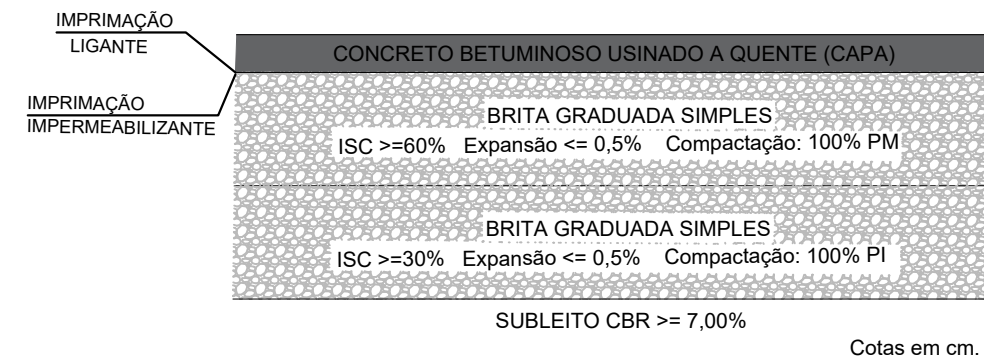 IMPRIMAÇÃO
LIGANTE
CONCRETO BETUMINOSO USINADO A QUENTE (CAPA)
IMPRIMAÇÃO
IMPERMEABILIZANTE
BRITA GRADUADA SIMPLES
ISC >=60% Expansão <= 0,5% Compactação: 100% PM
BRITA GRADUADA SIMPLES
ISC >=30% Expansão <= 0,5% Compactação: 100% PI
SUBLEITO CBR >= 7,00%
Cotas em cm.